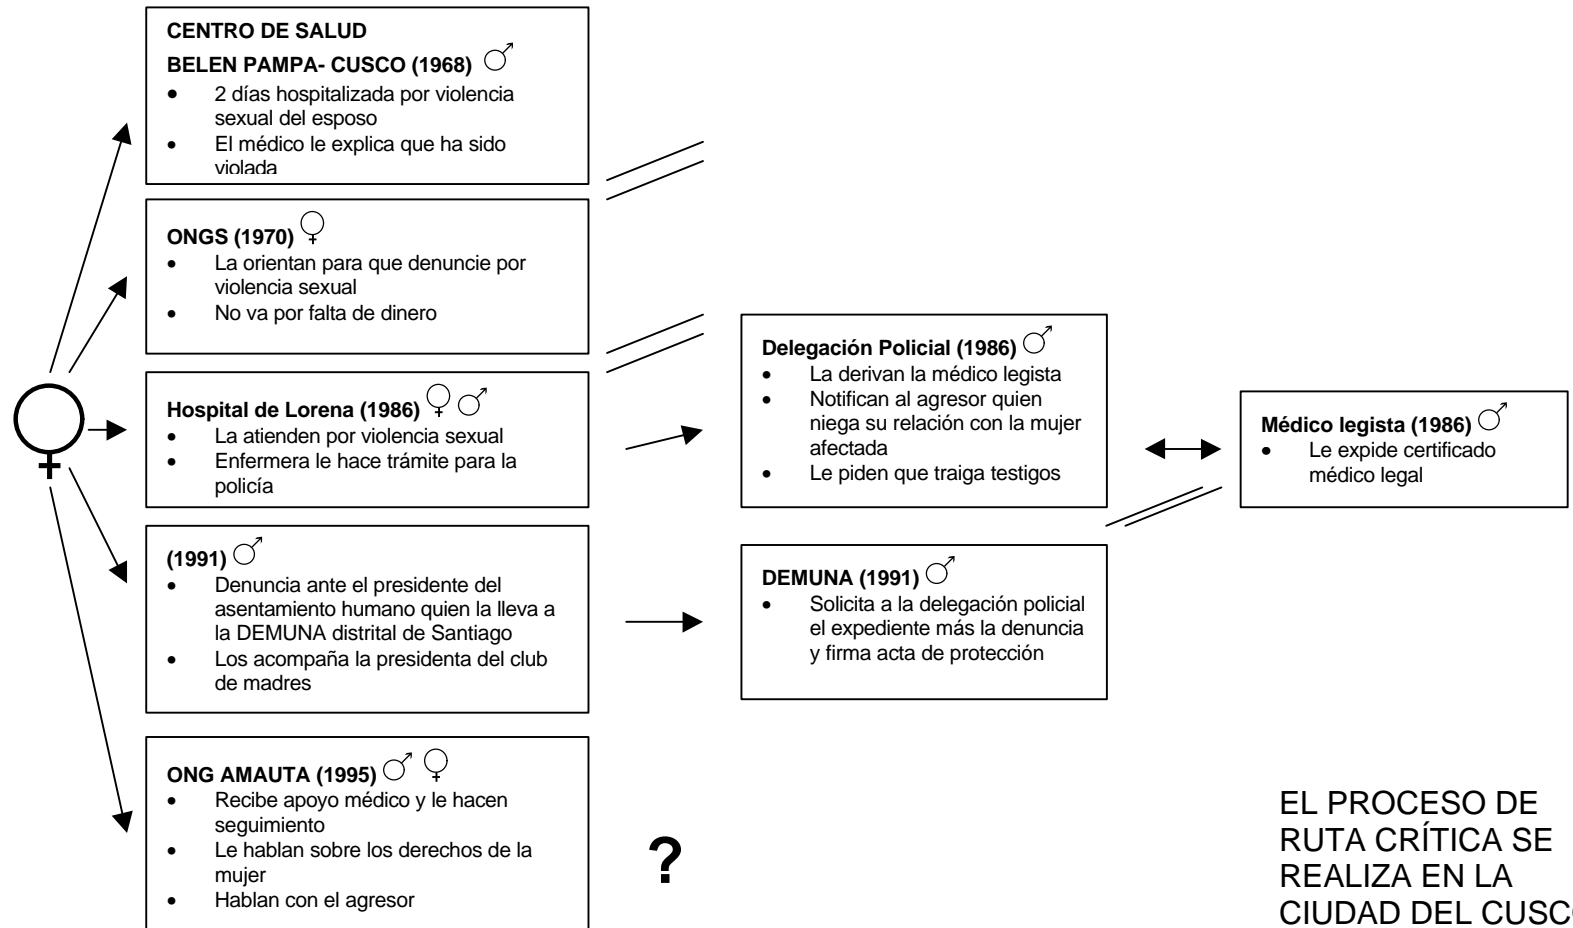 CENTRO DE SALUD
BELEN PAMPA- CUSCO (1968)
• 2 días hospitalizada por violencia
sexual del esposo
• El médico le explica que ha sido
violada
ONGS (1970)
• La orientan para que denuncie por
violencia sexual
• No va por falta de dinero
Hospital de Lorena (1986)
• La atienden por violencia sexual
• Enfermera le hace trámite para la
policía
(1991)
• Denuncia ante el presidente del
asentamiento humano quien la lleva a
la DEMUNA distrital de Santiago
• Los acompaña la presidenta del club
de madres
ONG AMAUTA (1995)
• Recibe apoyo médico y le hacen
seguimiento
• Le hablan sobre los derechos de la
mujer
• Hablan con el agresor
?
Delegación Policial (1986)
• La derivan la médico legista
• Notifican al agresor quien
niega su relación con la mujer
afectada
• Le piden que traiga testigos
DEMUNA (1991)
• Solicita a la delegación policial
el expediente más la denuncia
y firma acta de protección
Médico legista (1986)
• Le expide certificado
médico legal
EL PROCESO DE
RUTA CRÍTICA SE
REALIZA EN LA
CIUDAD DEL CUSCO